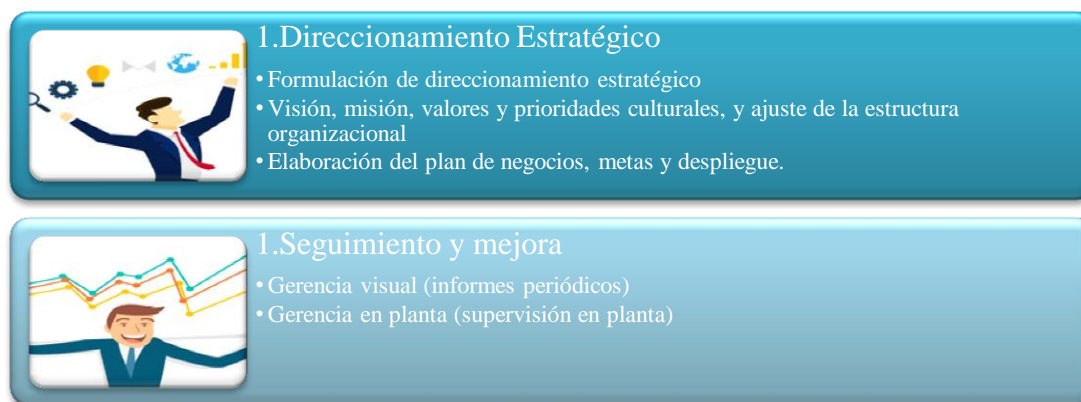 1.Direccionamiento Estratégico
• Formulación de direccionamiento estratégico
• Visión, misión, valores y prioridades culturales, y ajuste de la estructura
organizacional
• Elaboración del plan de negocios, metas y despliegue.
1.Seguimiento y mejora
• Gerencia visual (informes periódicos)
• Gerencia en planta (supervisión en planta)